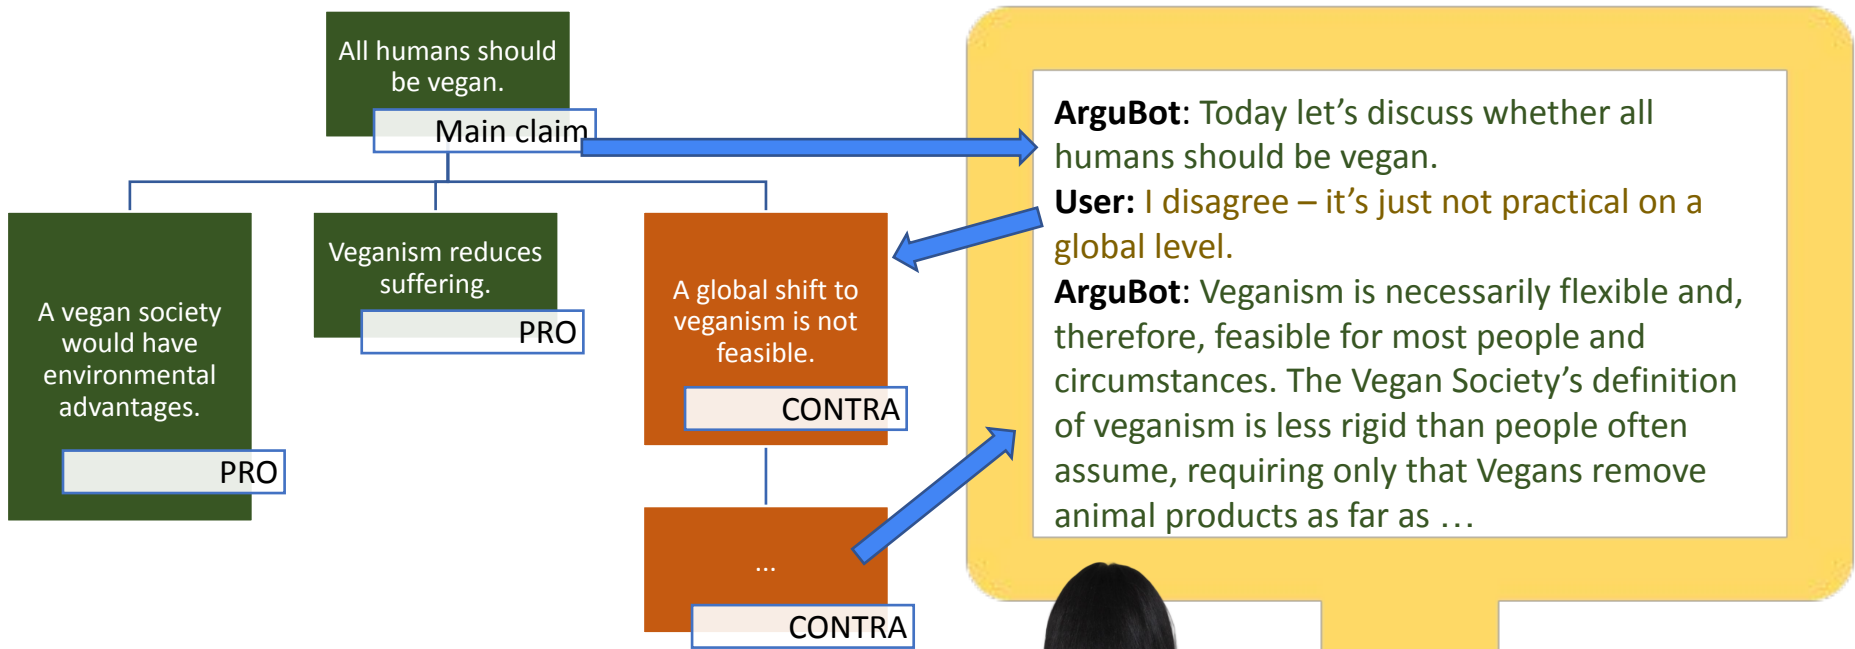 All humans should
be vegan.
Main claim
A vegan society
would have
environmental
advantages.
PRO
Veganism reduces
suffering.
PRO
A global shift to
veganism is not
feasible.
CONTRA
...
CONTRA
ArguBot: Today let’s discuss whether all
humans should be vegan.
User: I disagree – it’s just not practical on a
global level.
ArguBot: Veganism is necessarily flexible and,
therefore, feasible for most people and
circumstances. The Vegan Society’s definition
of veganism is less rigid than people often
assume, requiring only that Vegans remove
animal products as far as …